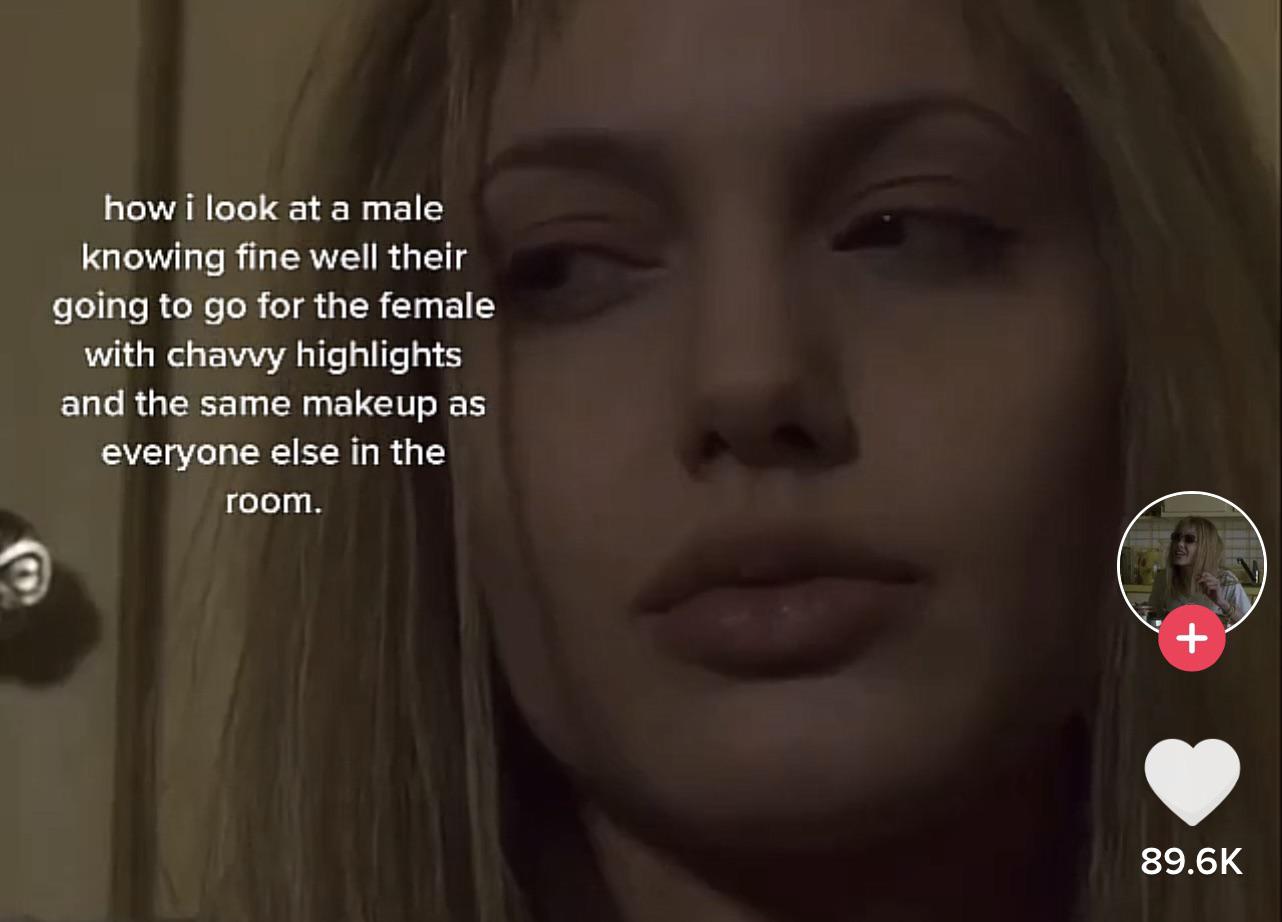 how i look at a male
knowing fine well their
going to go for the female
with chavvy highlights
and the same makeup as
everyone else in the
room.
89.6K